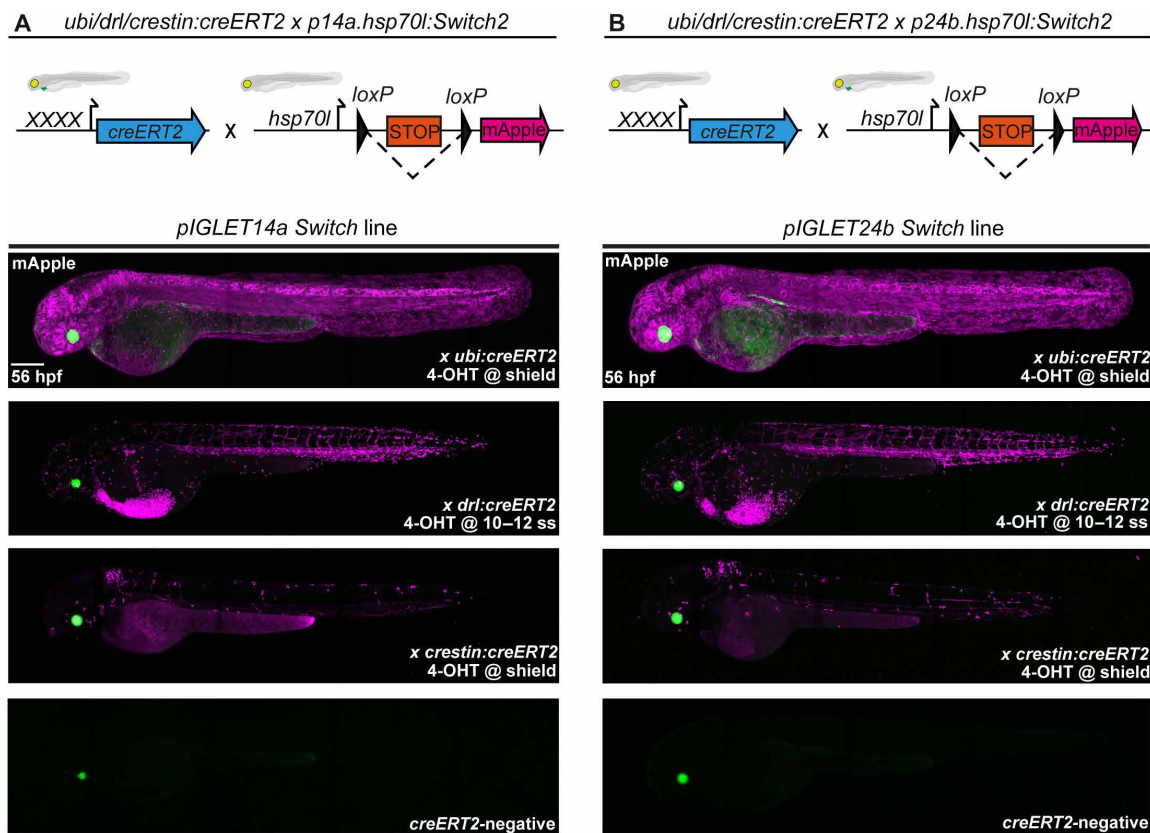 A
ubi/drl/crestin:creERT2 x p14a.hsp70l:Switch2
XXXX
creERT2
x
hsp70l
loxP
STOP
loxP
mApple
pIGLET14a Switch line
mApple
56 hpf
x ubi:creERT2
4-OHT @ shield
x drl:creERT2
4-OHT @ 10–12 ss
x crestin:creERT2
4-OHT @ shield
creERT2-negative
B
ubi/drl/crestin:creERT2 x p24b.hsp70l:Switch2
XXXX
creERT2
x
hsp70l
loxP
STOP
loxP
mApple
pIGLET24b Switch line
mApple
56 hpf
x ubi:creERT2
4-OHT @ shield
x drl:creERT2
4-OHT @ 10–12 ss
x crestin:creERT2
4-OHT @ shield
creERT2-negative